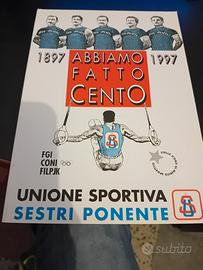 1897 ABBIAMO 1997
FATTO
CENTO
FGI
CONI
FILPJK
UNIONE SPORTIVA
SESTRI PONENTE
subito